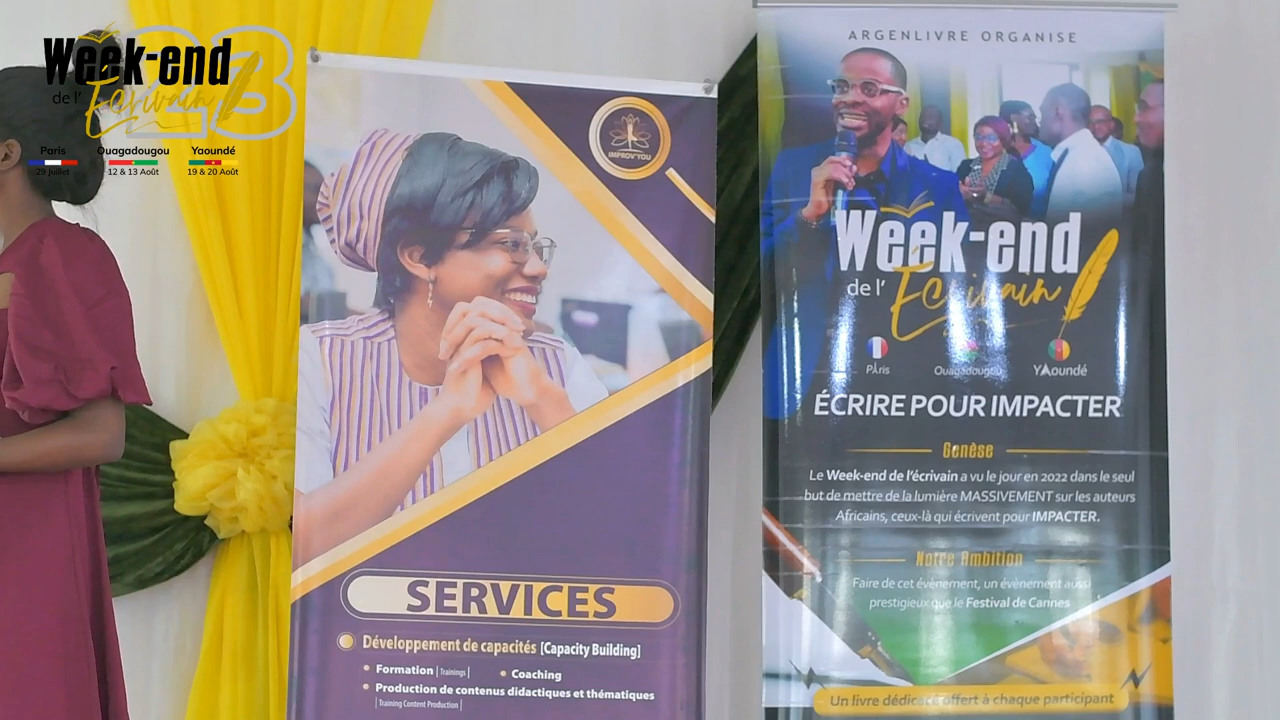 Week-end 23
de l' Écrivain
Paris
29 Juillet
Ouagadougou
12 & 13 Août
Yaoundé
19 & 20 Août
IMPROV'YOU
SERVICES
Développement de capacités [Capacity Building]
Formation | Trainings |
Coaching
Production de contenus didactiques et thématiques
| Training Content Production |
ARGENLIVRE ORGANISE
Week-end
de l' Écrivain
Paris
Ouagadougou
YAoundé
ÉCRIRE POUR IMPACTER
Genèse
Le Week-end de l'écrivain a vu le jour en 2022 dans le seul
but de mettre de la lumière MASSIVEMENT sur les auteurs
Africains, ceux-là qui écrivent pour IMPACTER.
Notre Ambition
Faire de cet évènement, un évènement aussi
prestigieux que le Festival de Cannes
Un livre dédicacé offert à chaque participant